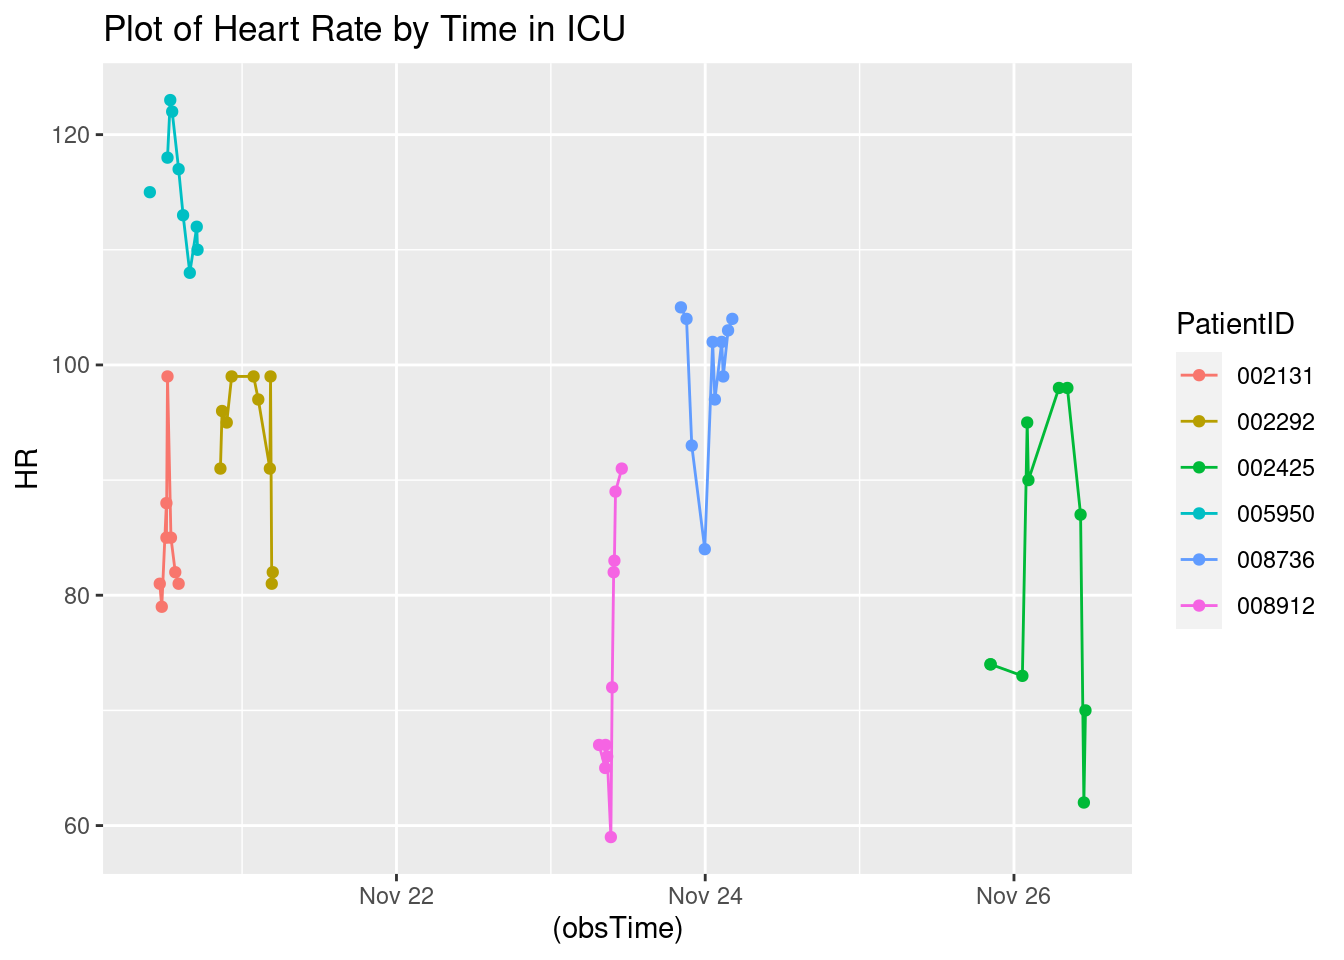 Plot of Heart Rate by Time in ICU
120
100
80
60
HR
Nov 22
Nov 24
Nov 26
(obsTime)
PatientID
002131
002292
002425
005950
008736
008912